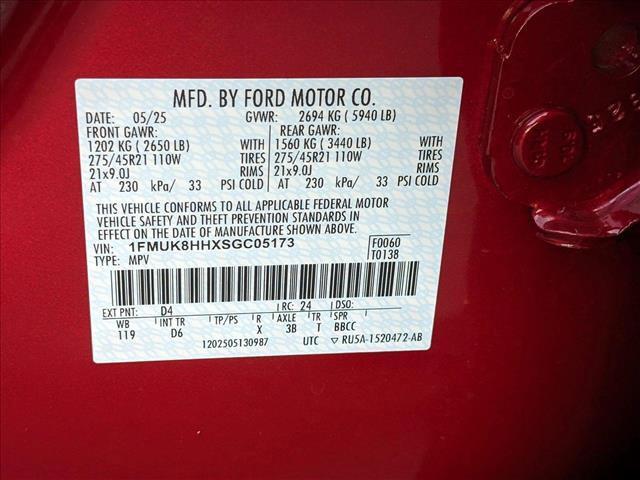 MFD. BY FORD MOTOR CO.
DATE: 05/25 GVWR: 2694 KG ( 5940 LB)
FRONT GAWR: REAR GAWR:
1202 KG ( 2650 LB) WITH 1560 KG ( 3440 LB) WITH
275/45R21 110W TIRES 275/45R21 110W TIRES
21x9.0J RIMS 21x9.0J RIMS
AT 230 kPa/ 33 PSI COLD AT 230 kPa/ 33 PSI COLD
THIS VEHICLE CONFORMS TO ALL APPLICABLE FEDERAL MOTOR
VEHICLE SAFETY AND THEFT PREVENTION STANDARDS IN
EFFECT ON THE DATE OF MANUFACTURE SHOWN ABOVE.
VIN: 1FMUK8HHXSGC05173 F0060
TYPE: MPV T0138
EXT PNT: D4 RC: 24 DSO:
WB INT TR TP/PS R AXLE TR SPR
119 D6 X 3B T BBCC
1202505130987 UTC ▽ RU5A-1520472-AB